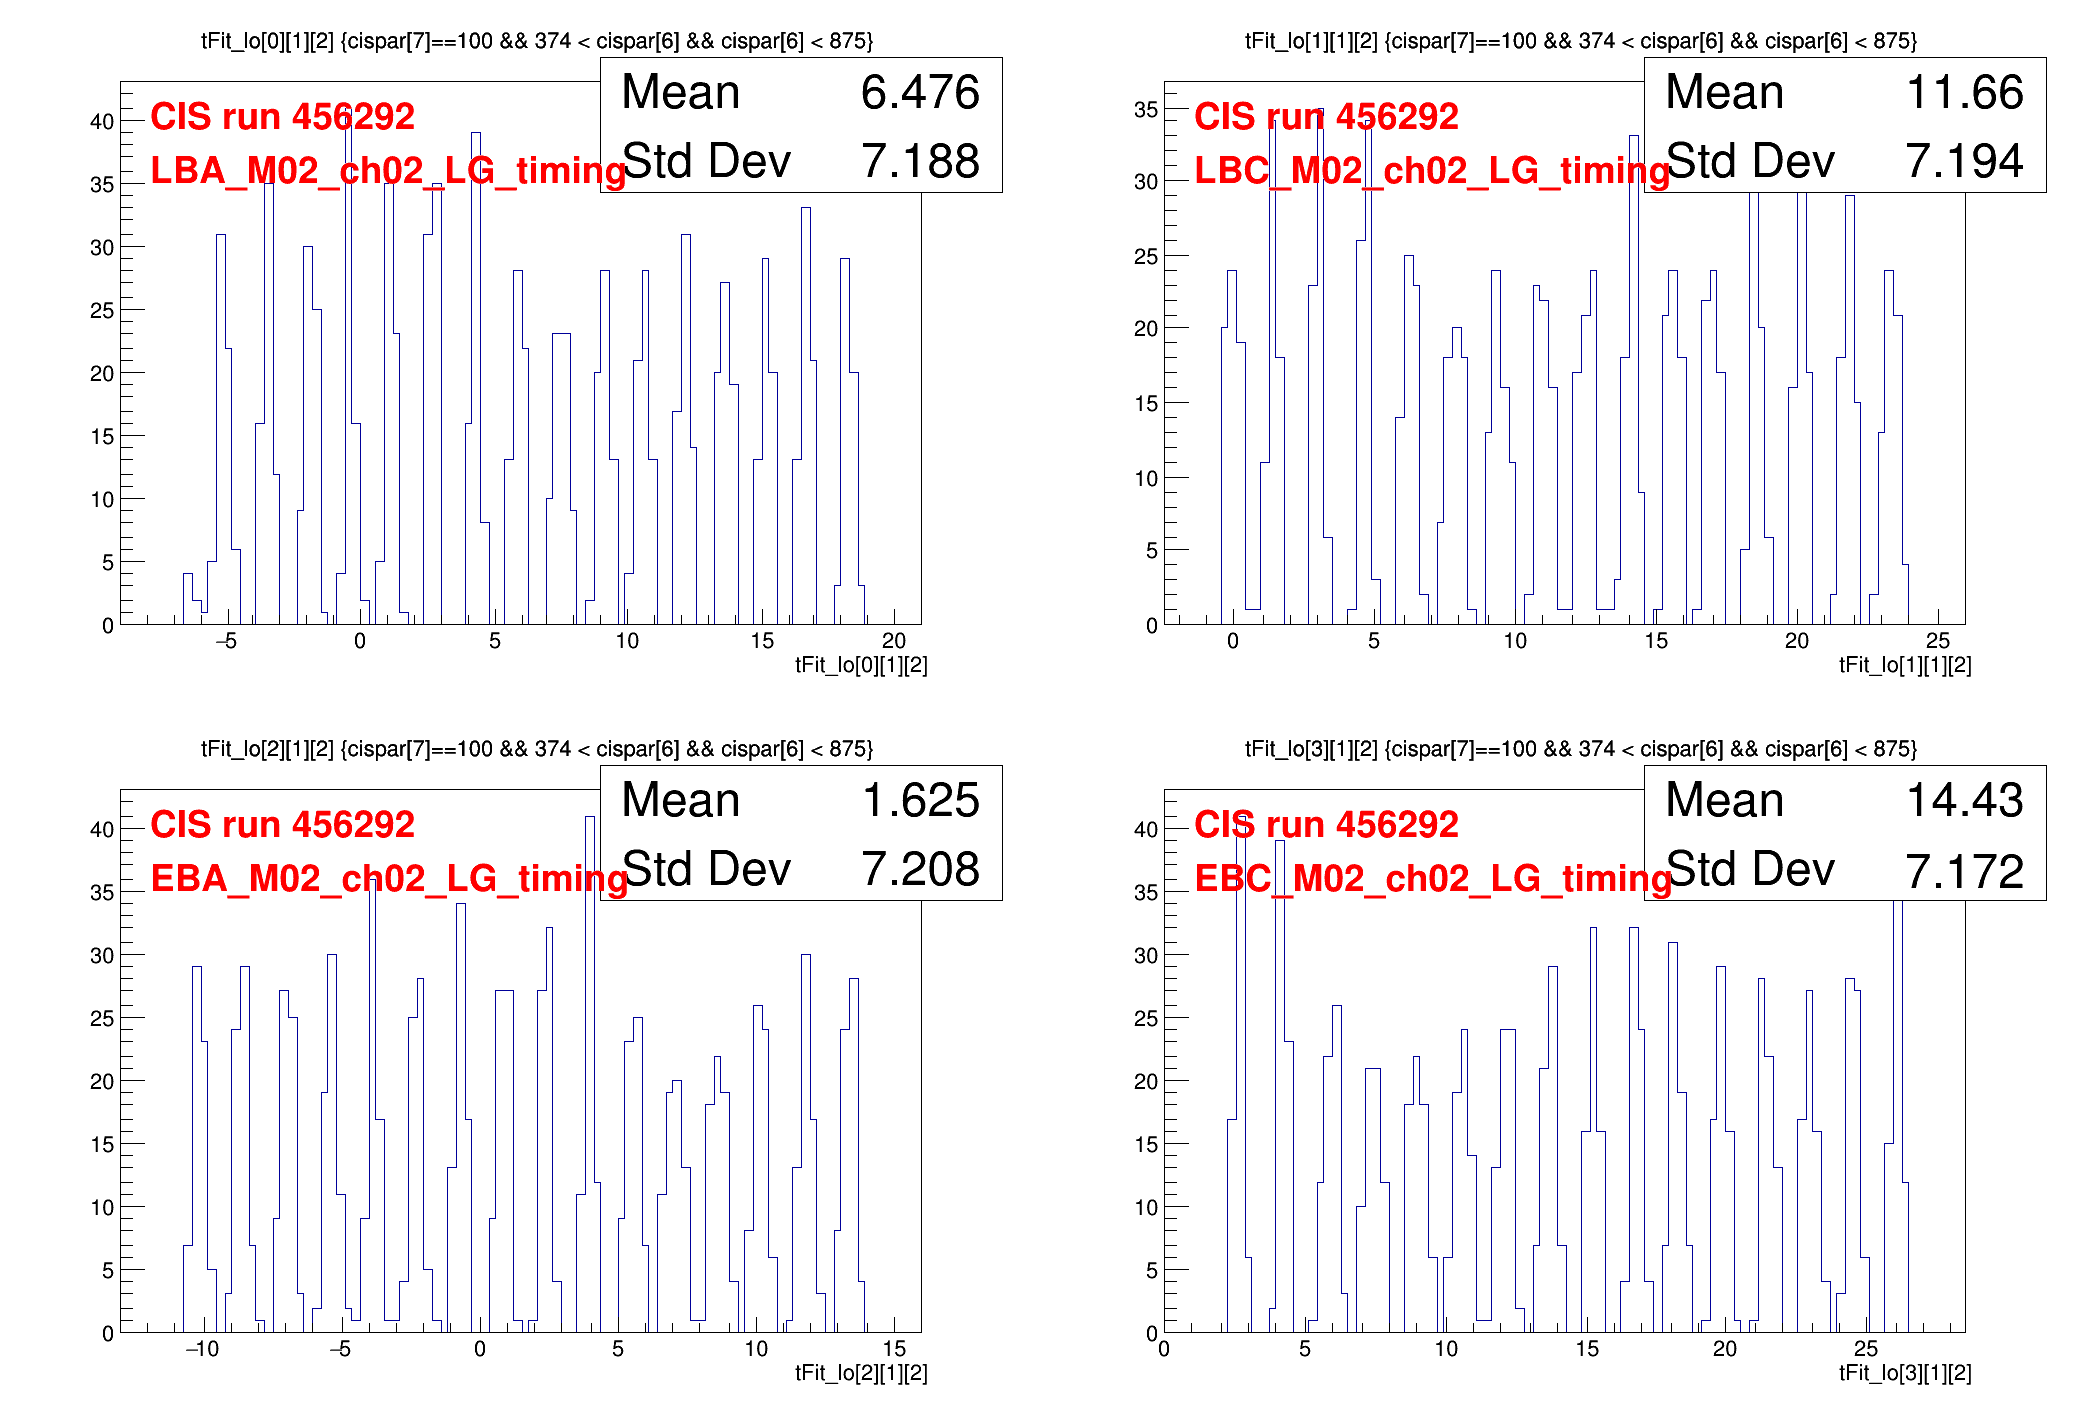 tFit_lo[0][1][2] {cispar[7]==100 && 374 < cispar[6] && cispar[6] < 875}
CIS run 456292
LBA_M02_ch02_LG_timing
Mean 6.476
Std Dev 7.188
40
35
30
25
20
15
10
5
0
−5 0 5 10 15 20
tFit_lo[0][1][2]
tFit_lo[1][1][2] {cispar[7]==100 && 374 < cispar[6] && cispar[6] < 875}
CIS run 456292
LBC_M02_ch02_LG_timing
Mean 11.66
Std Dev 7.194
35
30
25
20
15
10
5
0
0 5 10 15 20 25
tFit_lo[1][1][2]
tFit_lo[2][1][2] {cispar[7]==100 && 374 < cispar[6] && cispar[6] < 875}
CIS run 456292
EBA_M02_ch02_LG_timing
Mean 1.625
Std Dev 7.208
40
35
30
25
20
15
10
5
0
−10 −5 0 5 10 15
tFit_lo[2][1][2]
tFit_lo[3][1][2] {cispar[7]==100 && 374 < cispar[6] && cispar[6] < 875}
CIS run 456292
EBC_M02_ch02_LG_timing
Mean 14.43
Std Dev 7.172
40
35
30
25
20
15
10
5
0
0 5 10 15 20 25
tFit_lo[3][1][2]